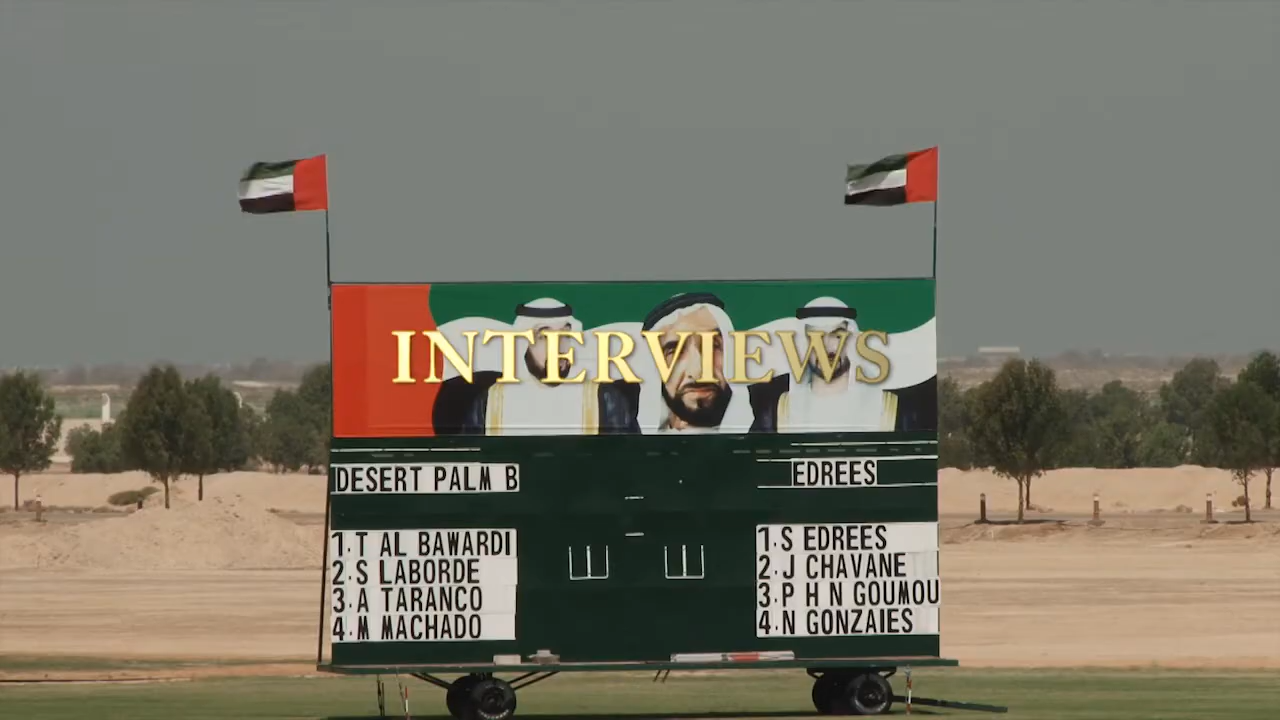 INTERVIEWS
DESERT PALM B
EDREES
1.T AL BAWARDI
2.S LABORDE
3.A TARANCO
4.M MACHADO
1.S EDREES
2.J CHAVANE
3.P H N GOUMOU
4.N GONZAIES